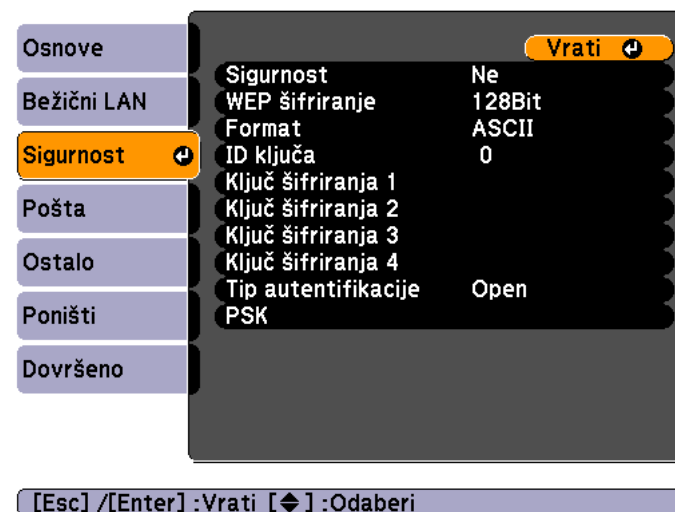 Osnove
Bežični LAN
Sigurnost
Pošta
Ostalo
Poništi
Dovršeno
Vrati
Sigurnost Ne
WEP šifriranje 128Bit
Format ASCII
ID ključa 0
Ključ šifriranja 1
Ključ šifriranja 2
Ključ šifriranja 3
Ključ šifriranja 4
Tip autentifikacije Open
PSK
[Esc] /[Enter] :Vrati [◆] :Odaberi